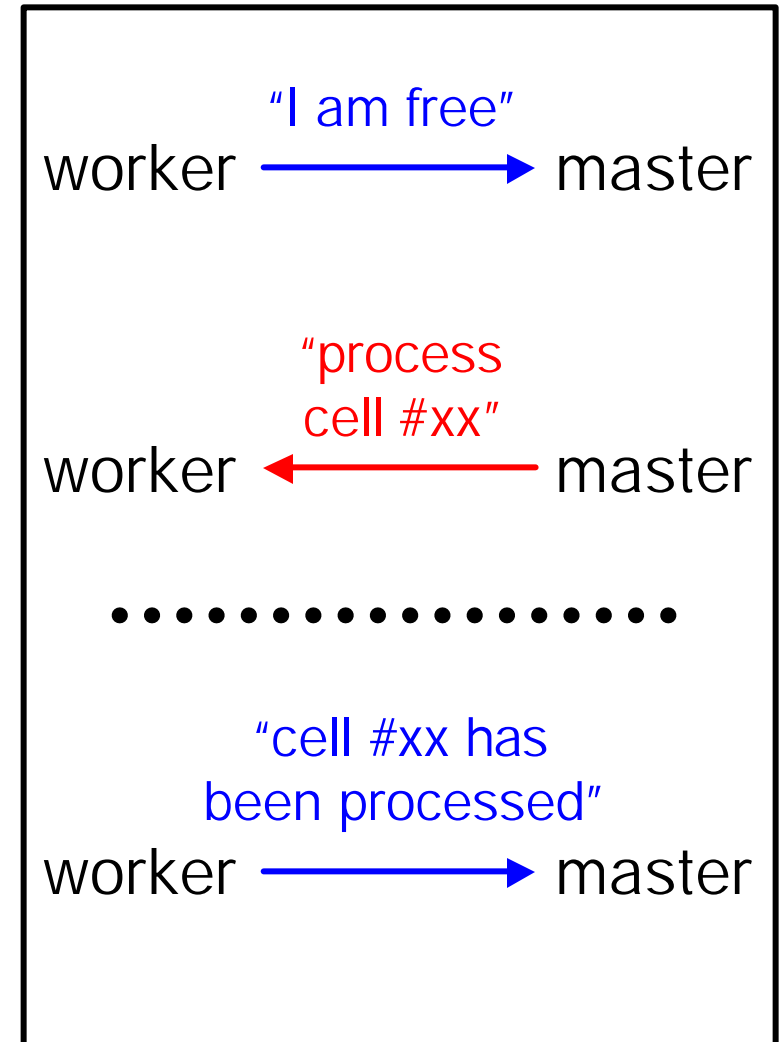 “I am free”
worker master
“process
cell #xx”
worker master
“cell #xx has
been processed”
worker master